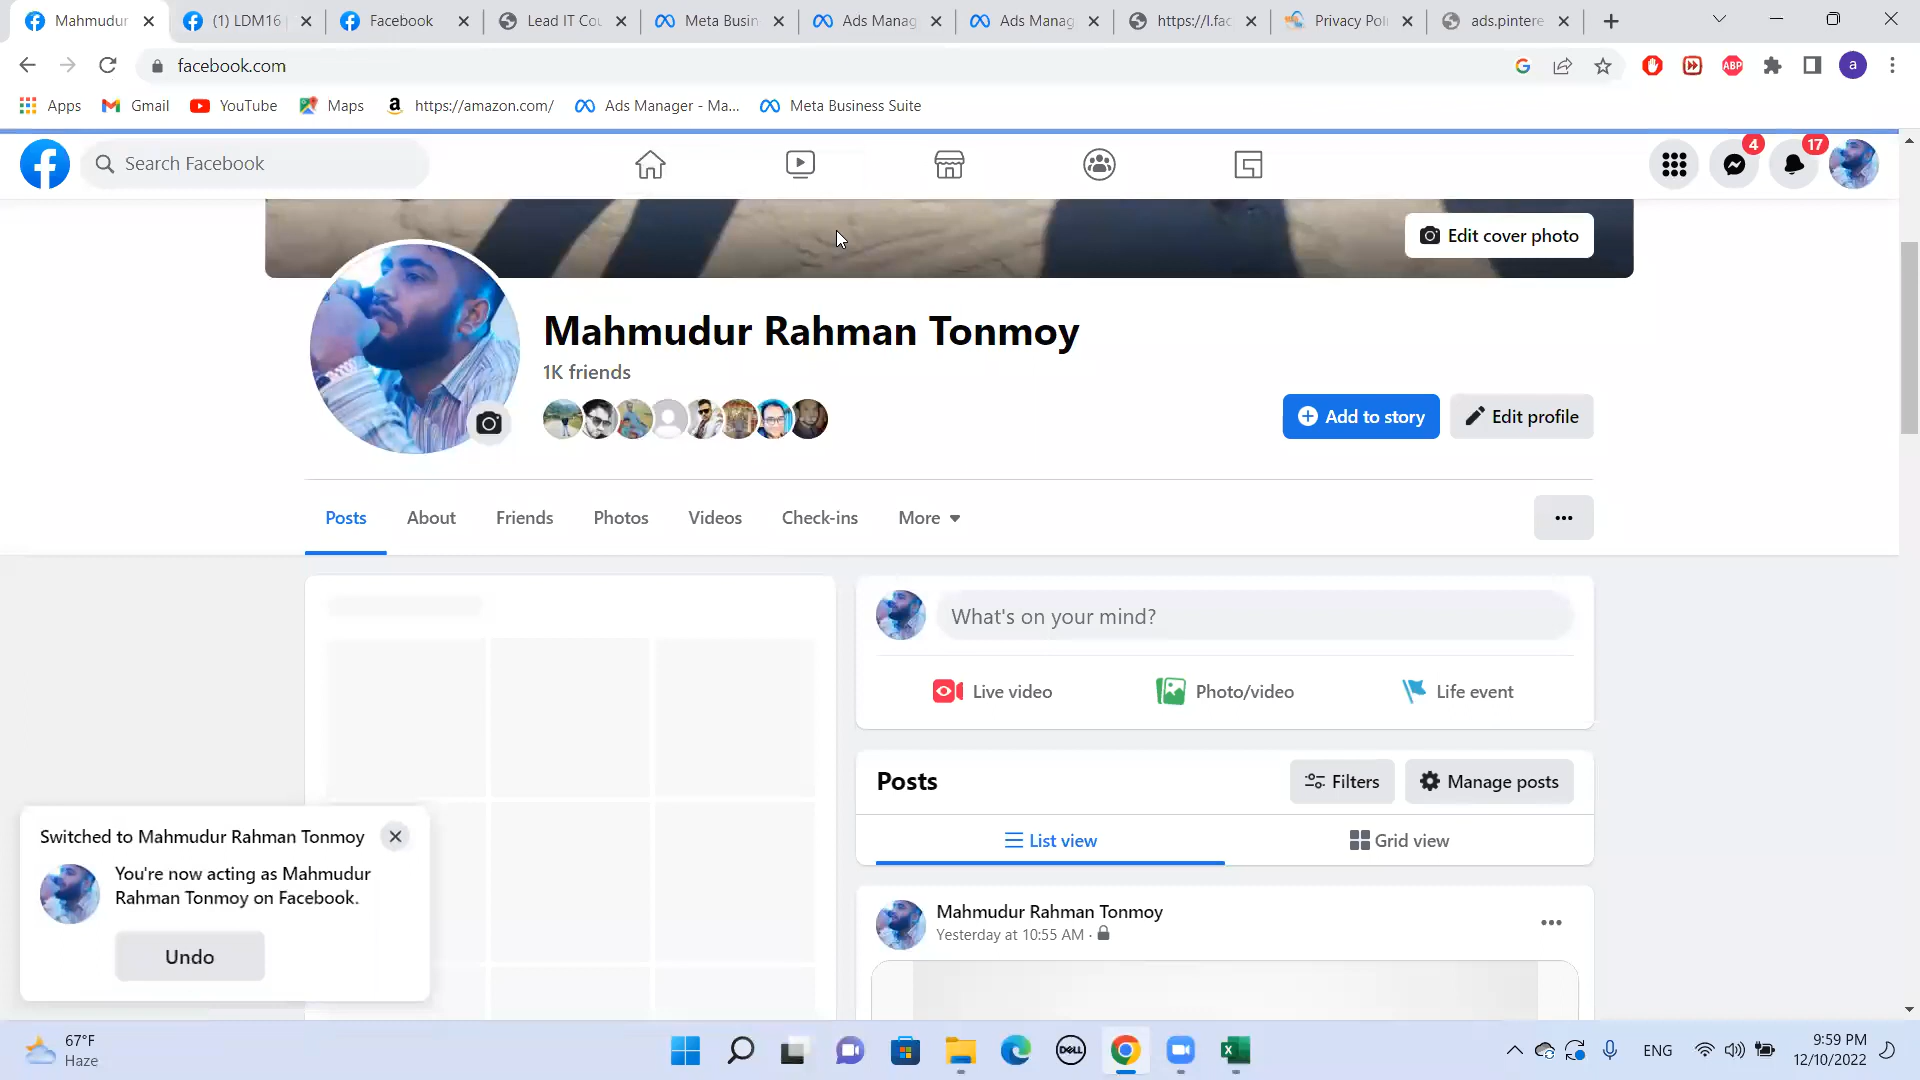 Mahmudur
(1) LDM16
Facebook
Lead IT Cou
Meta Busin
Ads Manag
Ads Manag
https://l.fac
Privacy Poli
ads.pintere
facebook.com
ABP
a
Apps
Gmail
YouTube
Maps
https://amazon.com/
Ads Manager - Ma...
Meta Business Suite
Search Facebook
4
17
Edit cover photo
Mahmudur Rahman Tonmoy
1K friends
Add to story
Edit profile
Posts
About
Friends
Photos
Videos
Check-ins
More
What's on your mind?
Live video
Photo/video
Life event
Posts
Filters
Manage posts
List view
Grid view
Switched to Mahmudur Rahman Tonmoy
You're now acting as Mahmudur
Rahman Tonmoy on Facebook.
Undo
Mahmudur Rahman Tonmoy
Yesterday at 10:55 AM ·
67°F
Haze
DELL
ENG
9:59 PM
12/10/2022